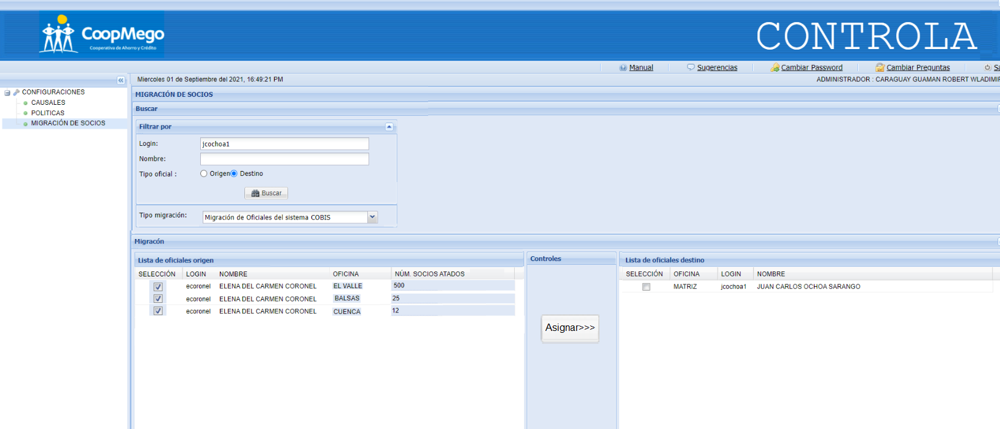 CoopMego
Cooperativa de Ahorro y Crédito
CONTROLA
Manual Sugerencias Cambiar Password Cambiar Preguntas Sa
Miercoles 01 de Septiembre del 2021, 16:49:21 PM
ADMINISTRADOR : CARAGUAY GUAMAN ROBERT WLADIMIR
CONFIGURACIONES
CAUSALES
POLITICAS
MIGRACIÓN DE SOCIOS
MIGRACIÓN DE SOCIOS
Buscar
Filtrar por
Login: jcochoa1
Nombre:
Tipo oficial : Origen Destino
Buscar
Tipo migración: Migración de Oficiales del sistema COBIS
Migracón
Lista de oficiales origen
SELECCIÓN LOGIN NOMBRE OFICINA NÚM. SOCIOS ATADOS
ecoronel ELENA DEL CARMEN CORONEL EL VALLE 500
ecoronel ELENA DEL CARMEN CORONEL BALSAS 25
ecoronel ELENA DEL CARMEN CORONEL CUENCA 12
Controles
Asignar>>>
Lista de oficiales destino
SELECCIÓN OFICINA LOGIN NOMBRE
MATRIZ jcochoa1 JUAN CARLOS OCHOA SARANGO